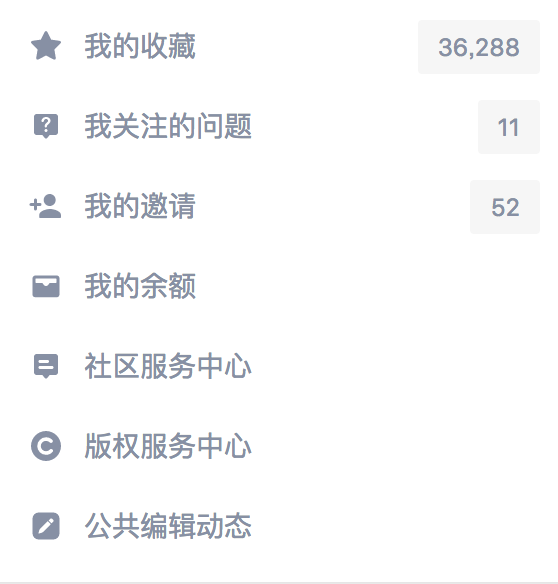 我的收藏 36,288
我关注的问题 11
我的邀请 52
我的余额
社区服务中心
版权服务中心
公共编辑动态